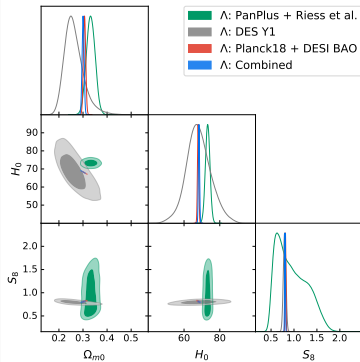 Λ: PanPlus + Riess et al.
Λ: DES Y1
Λ: Planck18 + DESI BAO
Λ: Combined
90
80
70
60
50
H₀
2.0
1.5
1.0
0.5
S₈
0.2 0.3 0.4 0.5
Ωₘ₀
60 80
H₀
0.5 1.0 1.5 2.0
S₈